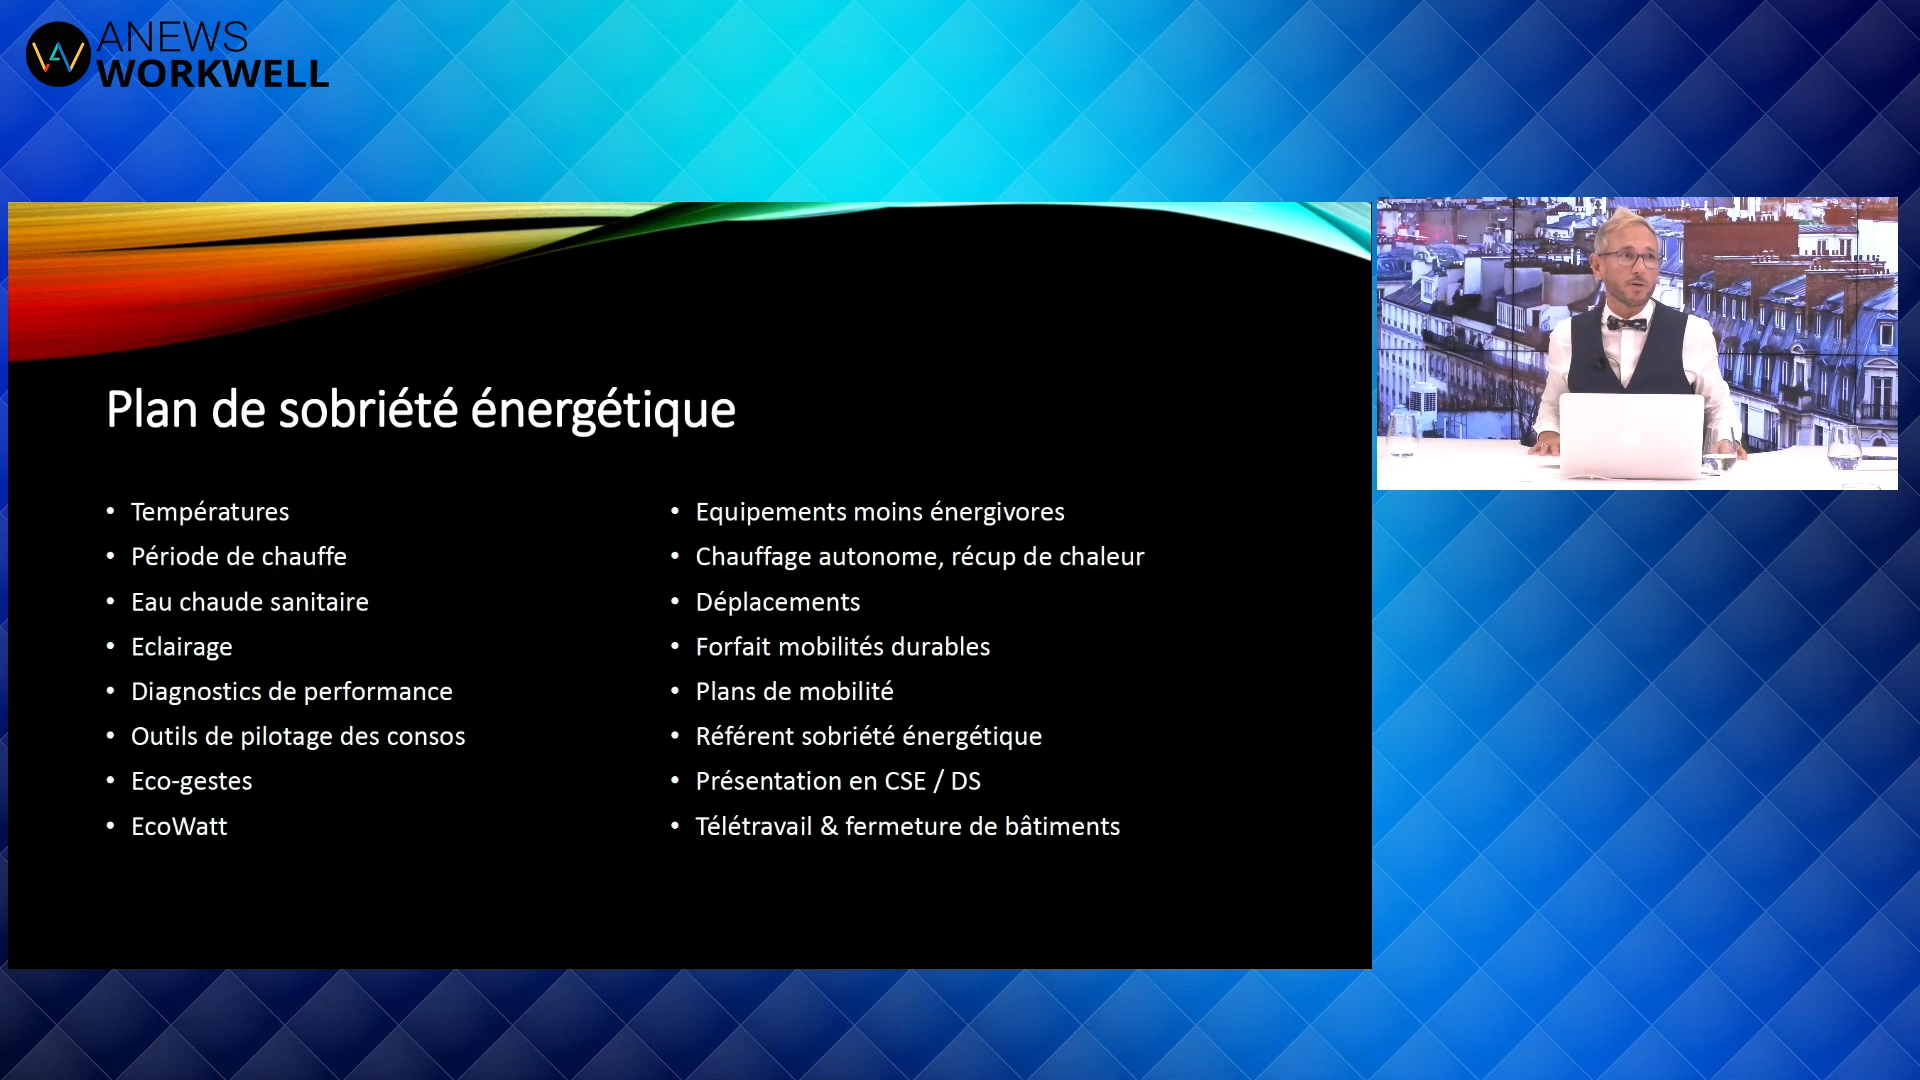 ANEWS
WORKWELL
Plan de sobriété énergétique
• Températures
• Période de chauffe
• Eau chaude sanitaire
• Eclairage
• Diagnostics de performance
• Outils de pilotage des consos
• Eco-gestes
• EcoWatt
• Equipements moins énergivores
• Chauffage autonome, récup de chaleur
• Déplacements
• Forfait mobilités durables
• Plans de mobilité
• Référent sobriété énergétique
• Présentation en CSE / DS
• Télétravail & fermeture de bâtiments